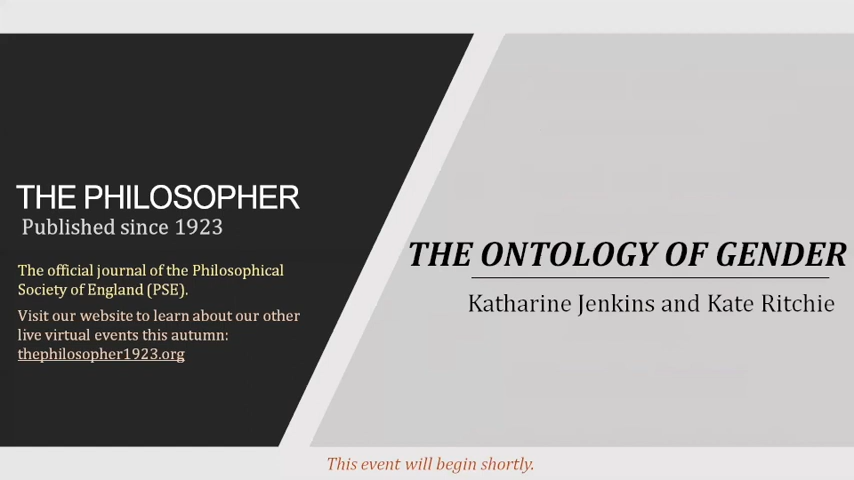 THE PHILOSOPHER
Published since 1923
The official journal of the Philosophical
Society of England (PSE).
Visit our website to learn about our other
live virtual events this autumn:
thephilosopher1923.org
THE ONTOLOGY OF GENDER
Katharine Jenkins and Kate Ritchie
This event will begin shortly.